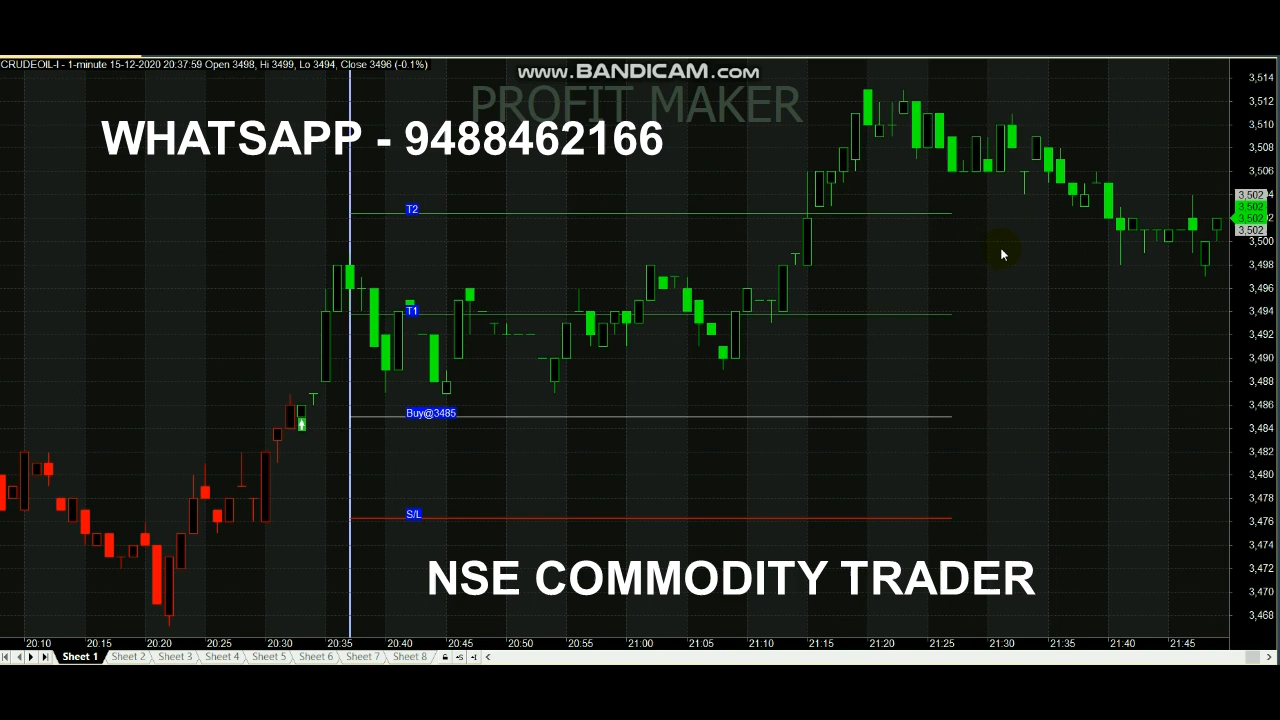 CRUDEOIL-I - 1-minute 15-12-2020 20:37:59 Open 3498, Hi 3499, Lo 3494, Close 3496 (-0.1%)
www.BANDICAM.com
PROFIT MAKER
WHATSAPP - 9488462166
T2
T1
Buy@3485
S/L
NSE COMMODITY TRADER
3,514
3,512
3,510
3,508
3,506
3,502
3,502
3,502
3,502
3,500
3,498
3,496
3,494
3,492
3,490
3,488
3,486
3,484
3,482
3,480
3,478
3,476
3,474
3,472
3,470
3,468
20:10 20:15 20:20 20:25 20:30 20:35 20:40 20:45 20:50 20:55 21:00 21:05 21:10 21:15 21:20 21:25 21:30 21:35 21:40 21:45
Sheet 1 Sheet 2 Sheet 3 Sheet 4 Sheet 5 Sheet 6 Sheet 7 Sheet 8